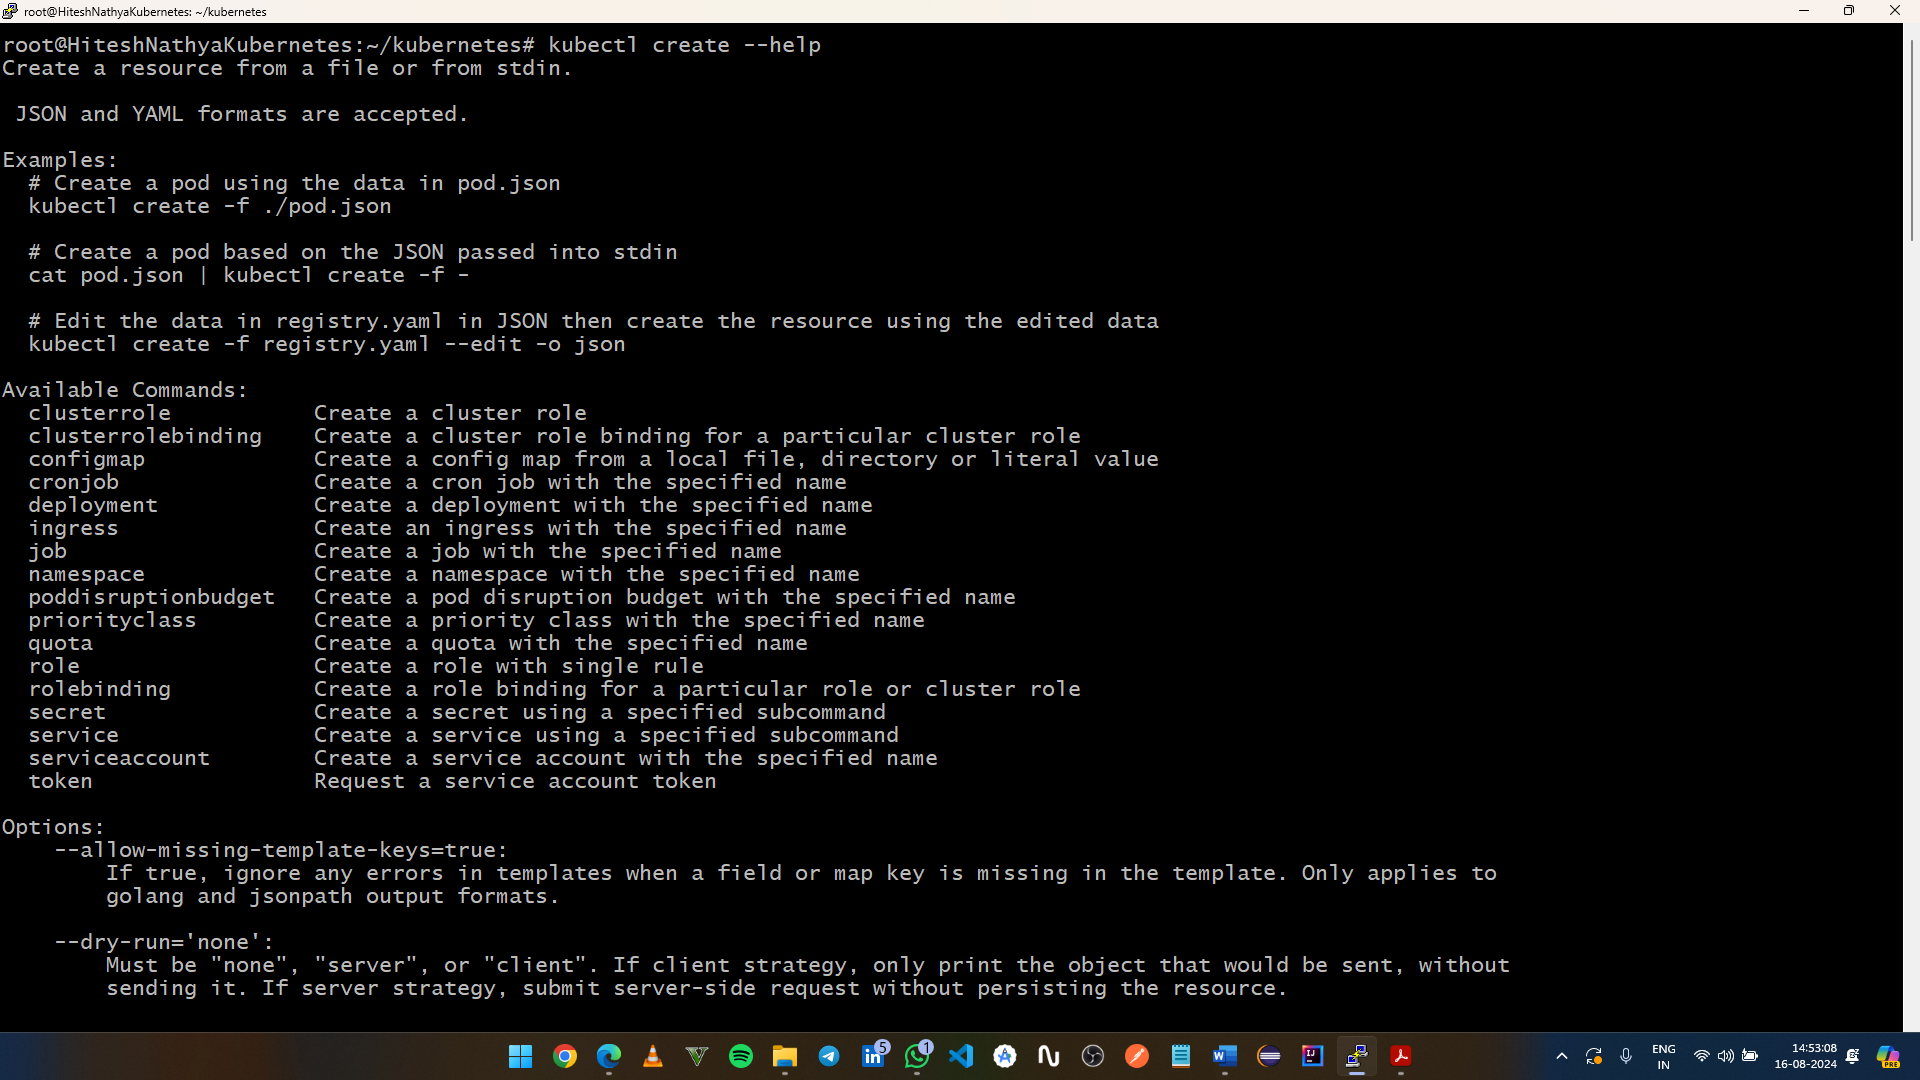 root@HiteshNathyaKubernetes: ~/kubernetes
root@HiteshNathyaKubernetes:~/kubernetes# kubectl create --help
Create a resource from a file or from stdin.
JSON and YAML formats are accepted.
Examples:
# Create a pod using the data in pod.json
kubectl create -f ./pod.json
# Create a pod based on the JSON passed into stdin
cat pod.json | kubectl create -f -
# Edit the data in registry.yaml in JSON then create the resource using the edited data
kubectl create -f registry.yaml --edit -o json
Available Commands:
clusterrole Create a cluster role
clusterrolebinding Create a cluster role binding for a particular cluster role
configmap Create a config map from a local file, directory or literal value
cronjob Create a cron job with the specified name
deployment Create a deployment with the specified name
ingress Create an ingress with the specified name
job Create a job with the specified name
namespace Create a namespace with the specified name
poddisruptionbudget Create a pod disruption budget with the specified name
priorityclass Create a priority class with the specified name
quota Create a quota with the specified name
role Create a role with single rule
rolebinding Create a role binding for a particular role or cluster role
secret Create a secret using a specified subcommand
service Create a service using a specified subcommand
serviceaccount Create a service account with the specified name
token Request a service account token
Options:
--allow-missing-template-keys=true:
If true, ignore any errors in templates when a field or map key is missing in the template. Only applies to
golang and jsonpath output formats.
--dry-run='none':
Must be "none", "server", or "client". If client strategy, only print the object that would be sent, without
sending it. If server strategy, submit server-side request without persisting the resource.
5
1
ENG
IN
14:53:08
16-08-2024
PRE